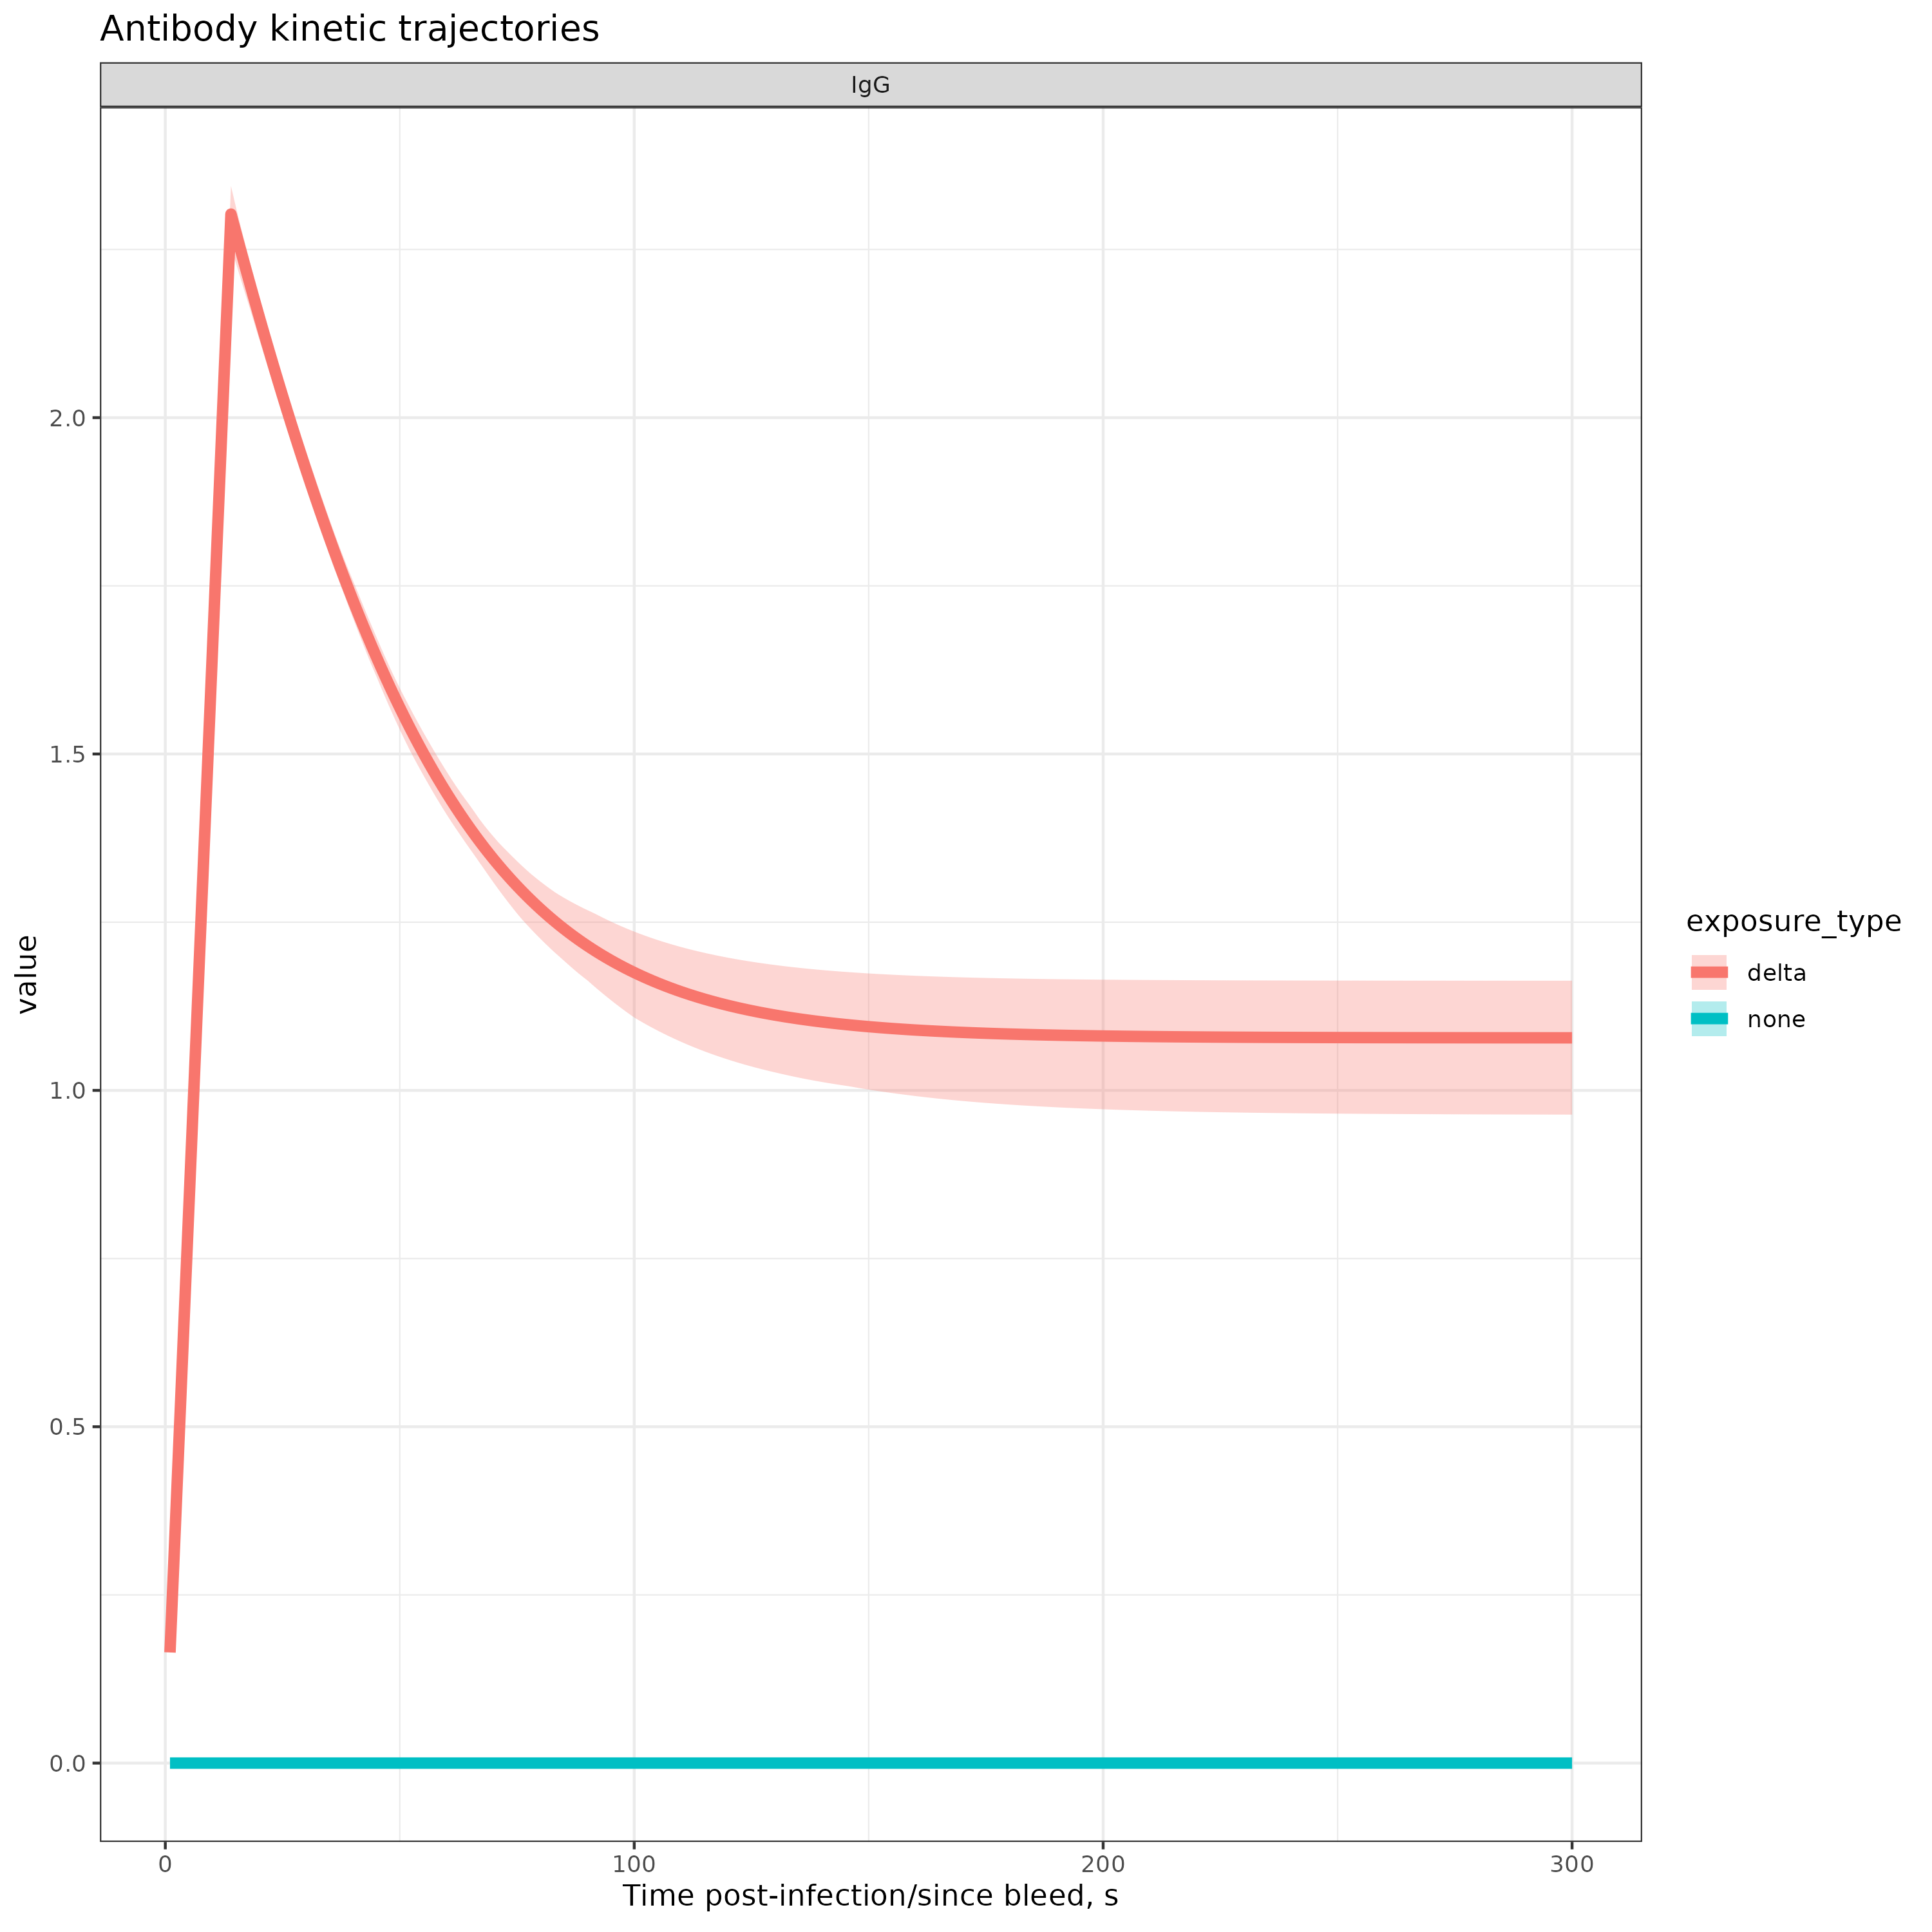 Antibody kinetic trajectories
IgG
value
2.0
1.5
1.0
0.5
0.0
0
100
200
300
Time post-infection/since bleed, s
exposure_type
delta
none